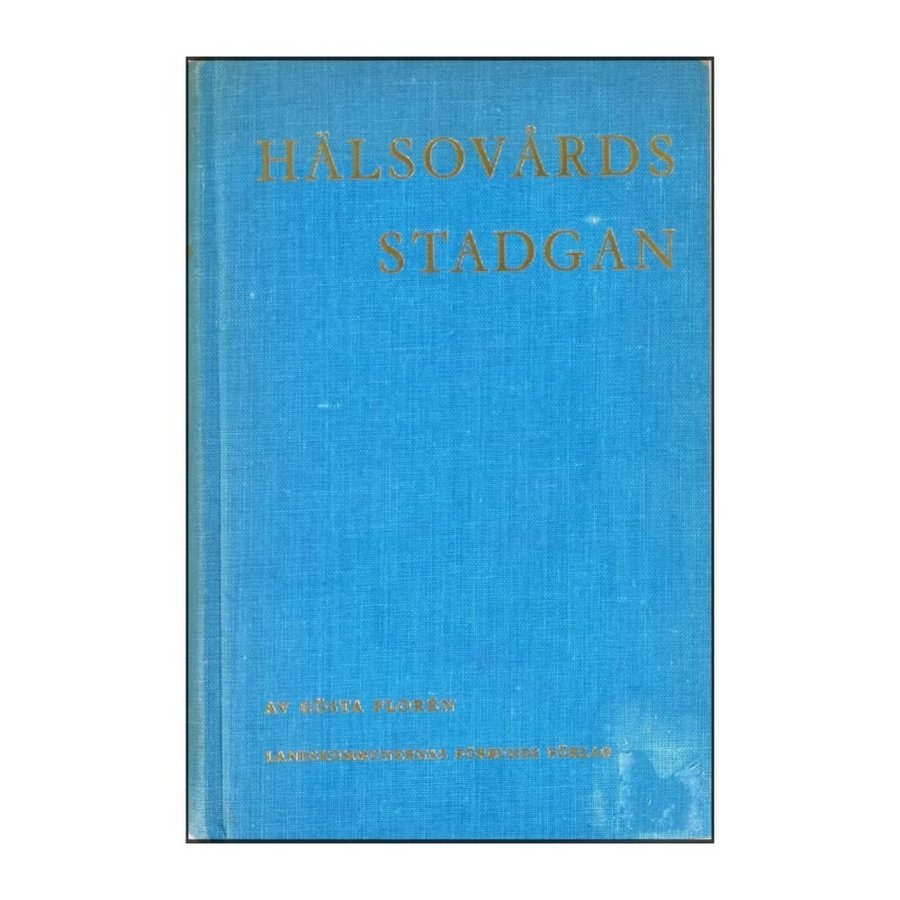 HÄLSOVÅRDS
STADGAN
AV GÖSTA FLORÉN
LANDSKOMMUNERNAS FÖRBUNDS FÖRLAG